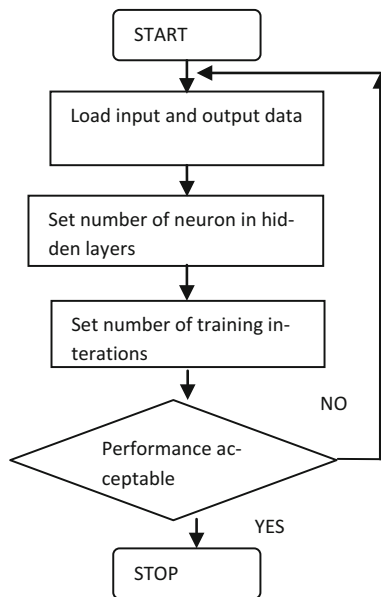 START
Load input and output data
Set number of neuron in hid-
den layers
Set number of training in-
terations
NO
Performance ac-
ceptable
YES
STOP